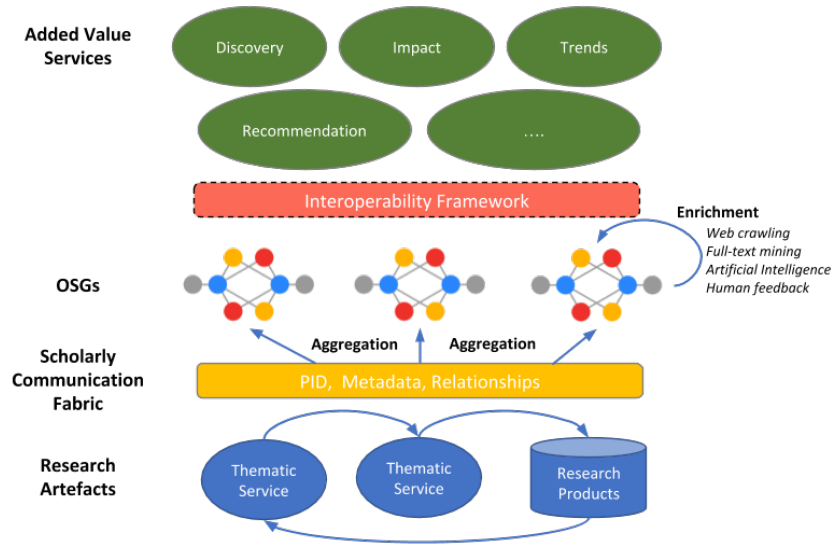 Added Value
Services
Discovery
Impact
Trends
Recommendation
....
Interoperability Framework
Enrichment
Web crawling
Full-text mining
Artificial Intelligence
Human feedback
OSGs
Aggregation
Aggregation
Scholarly
Communication
Fabric
PID, Metadata, Relationships
Research
Artefacts
Thematic
Service
Thematic
Service
Research
Products